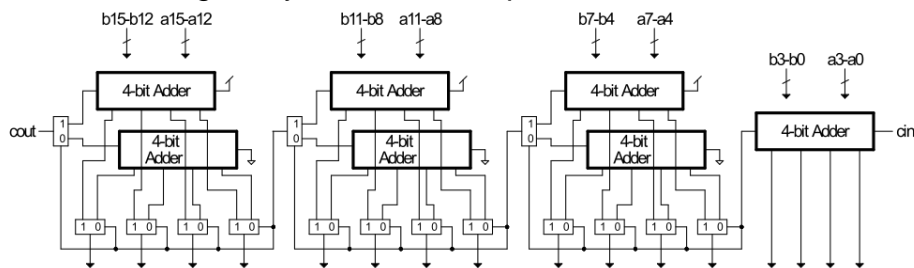 b15-b12 a15-a12 b11-b8 a11-a8 b7-b4 a7-a4
b3-b0 a3-a0
4-bit Adder 4-bit Adder 4-bit Adder
cout 1 0 4-bit Adder 1 0 4-bit Adder 1 0 4-bit Adder 4-bit Adder cin
1 0 1 0 1 0 1 0 1 0 1 0 1 0 1 0 1 0 1 0 1 0 1 0